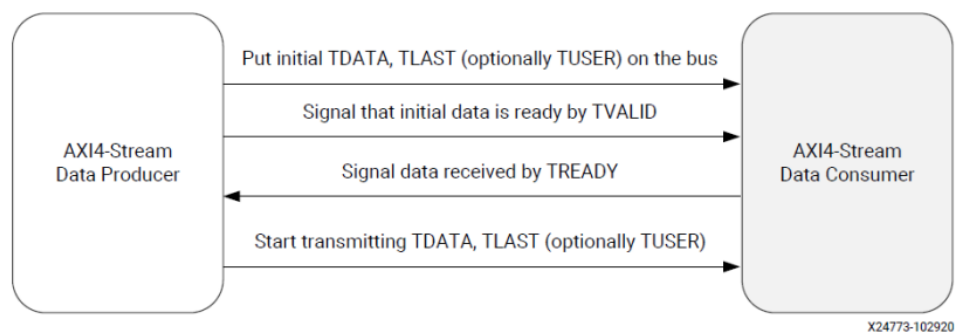 Put initial TDATA, TLAST (optionally TUSER) on the bus
Signal that initial data is ready by TVALID
AXI4-Stream
Data Producer
Signal data received by TREADY
AXI4-Stream
Data Consumer
Start transmitting TDATA, TLAST (optionally TUSER)
X24773-102920